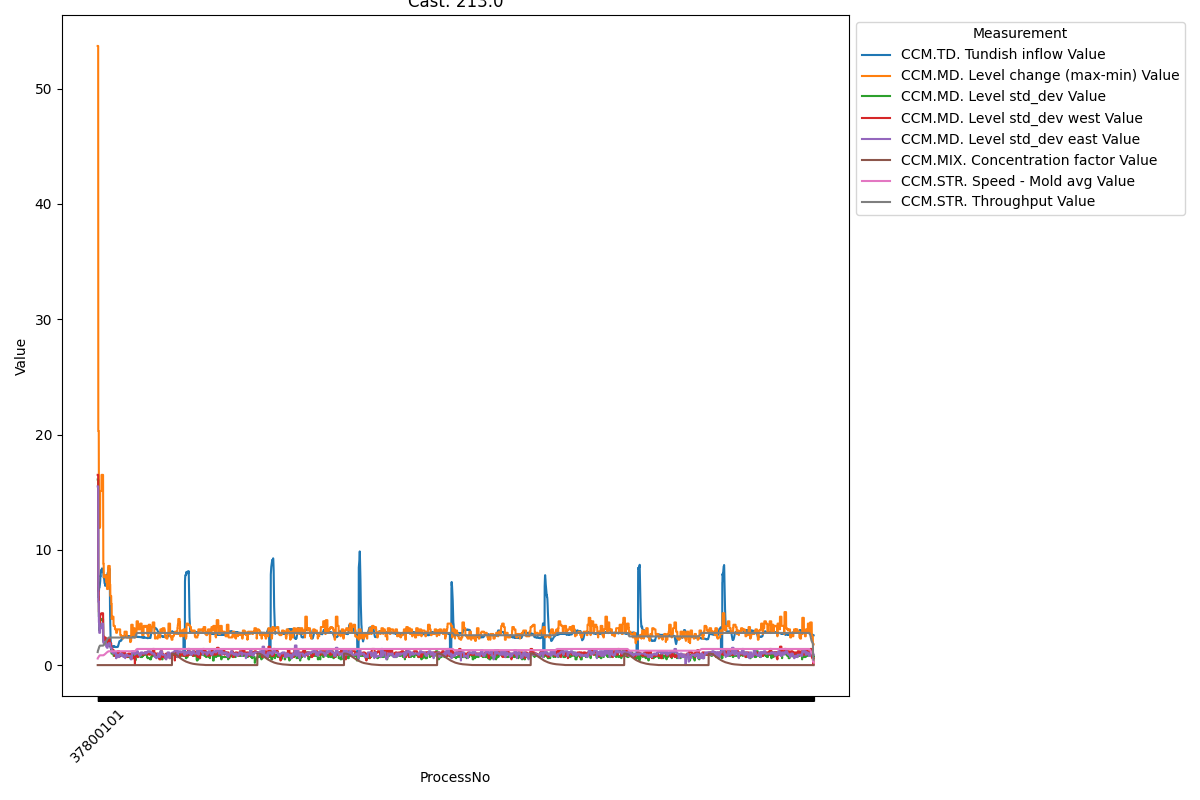 Cast: 213.0
Measurement
CCM.TD. Tundish inflow Value
CCM.MD. Level change (max-min) Value
CCM.MD. Level std_dev Value
CCM.MD. Level std_dev west Value
CCM.MD. Level std_dev east Value
CCM.MIX. Concentration factor Value
CCM.STR. Speed - Mold avg Value
CCM.STR. Throughput Value
Value
50
40
30
20
10
0
37800101
ProcessNo